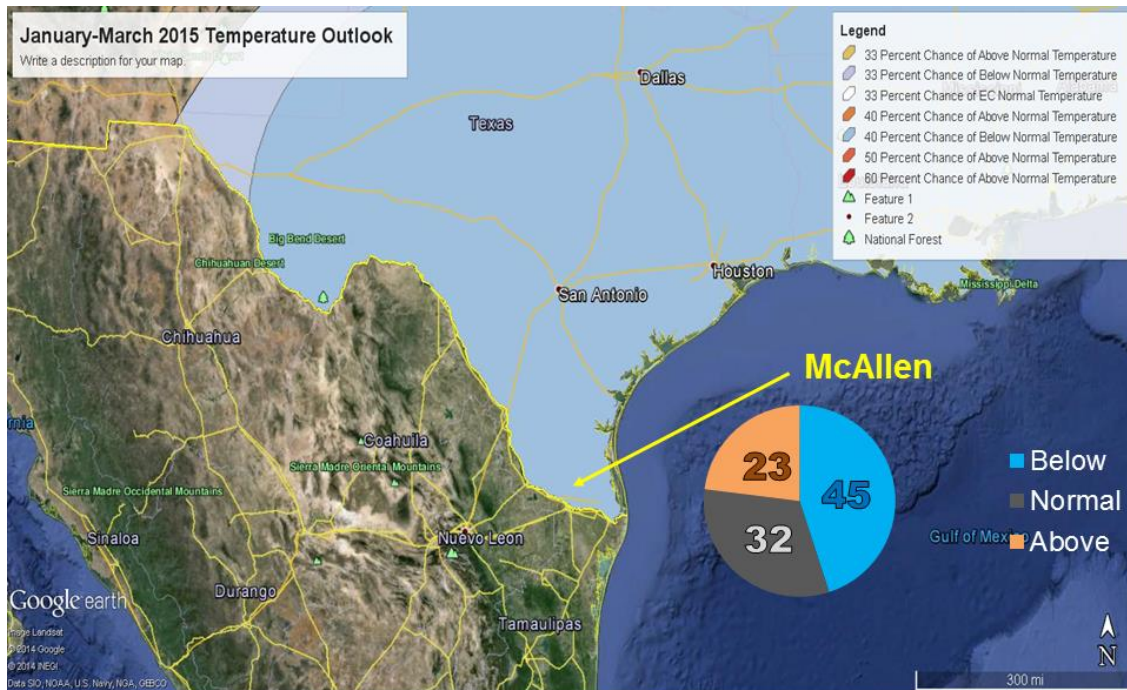 January-March 2015 Temperature Outlook
Write a description for your map.
Legend
33 Percent Chance of Above Normal Temperature
33 Percent Chance of Below Normal Temperature
33 Percent Chance of EC Normal Temperature
40 Percent Chance of Above Normal Temperature
40 Percent Chance of Below Normal Temperature
50 Percent Chance of Above Normal Temperature
60 Percent Chance of Above Normal Temperature
Feature 1
Feature 2
National Forest
Dallas
Texas
Big Bend Desert
Chihuahuan Desert
Houston
San Antonio
Mississippi Delta
Chihuahua
McAllen
Coahuila
Sierra Madre Oriental Mountains
Sierra Madre Occidental Mountains
23
45
32
Below
Normal
Above
Sinaloa
Nuevo Leon
Gulf of Mexico
Durango
Tamaulipas
Google earth
Image Landsat
© 2014 Google
© 2014 INEGI
Data SIO, NOAA, U.S. Navy, NGA, GEBCO
N
300 mi